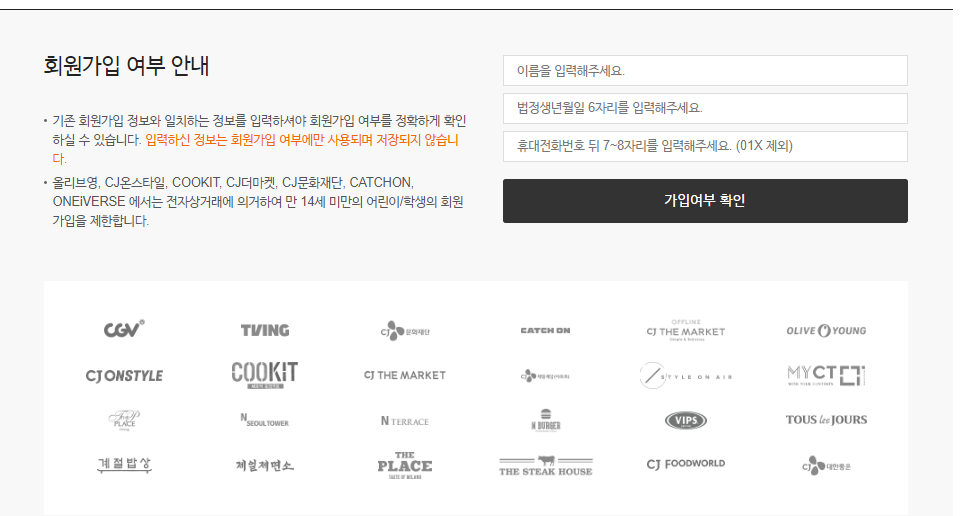 회원가입 여부 안내
기존 회원가입 정보와 일치하는 정보를 입력하셔야 회원가입 여부를 정확하게 확인
하실 수 있습니다. 입력하신 정보는 회원가입 여부에만 사용되며 저장되지 않습니
다.
올리브영, CJ온스타일, COOKIT, CJ더마켓, CJ문화재단, CATCHON,
ONEiVERSE 에서는 전자상거래에 의거하여 만 14세 미만의 어린이/학생의 회원
가입을 제한합니다.
이름을 입력해주세요.
법정생년월일 6자리를 입력해주세요.
휴대전화번호 뒤 7~8자리를 입력해주세요. (01X 제외)
가입여부 확인
CGV TVING CJ 문화재단 CATCH ON OFFLINE CJ THE MARKET OLIVE YOUNG
CJ ONSTYLE COOKIT CJ THE MARKET CJ STYLE ON AIR MYCT
PLACE N SEOULTOWER N TERRACE N BURGER VIPS TOUS les JOURS
계절밥상 제일제면소 THE PLACE TASTE OF MILANO THE STEAK HOUSE CJ FOODWORLD CJ 대한통운